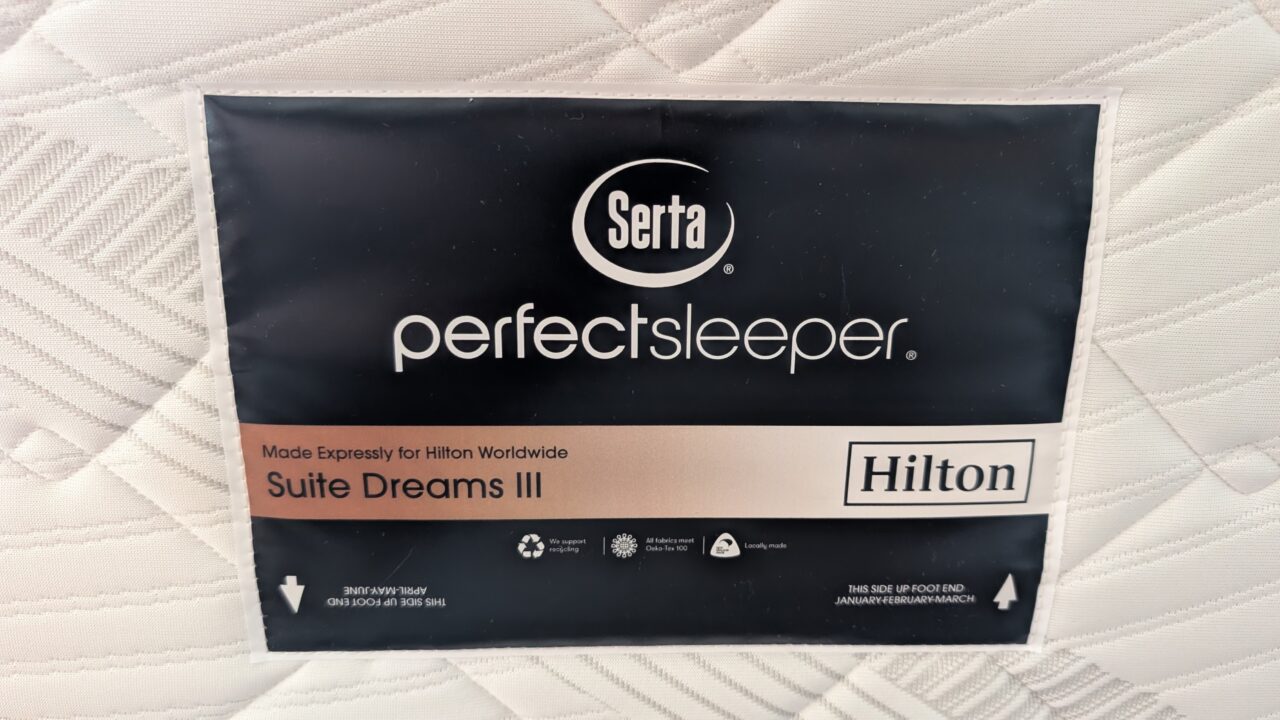 Serta®
perfectsleeper®
Made Expressly for Hilton Worldwide
Suite Dreams III
Hilton
We support
recycling
All fabrics meet
Oeko-Tex 100
Locally made
THIS SIDE UP FOOT END
APRIL-MAY-JUNE
THIS SIDE UP FOOT END
JANUARY-FEBRUARY-MARCH